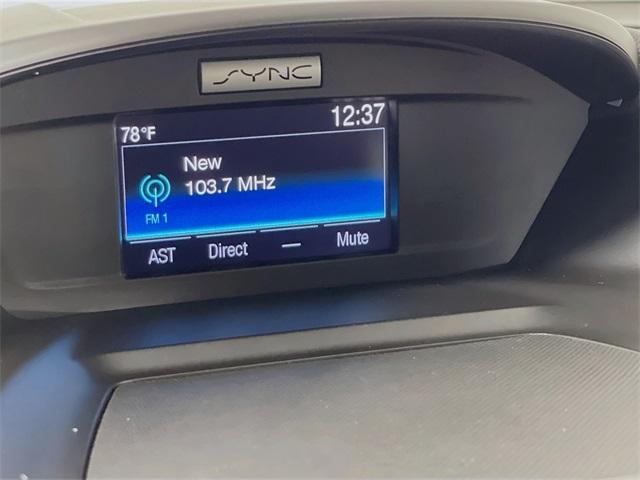 SYNC
78°F 12:37
New
103.7 MHz
FM 1
AST Direct — Mute